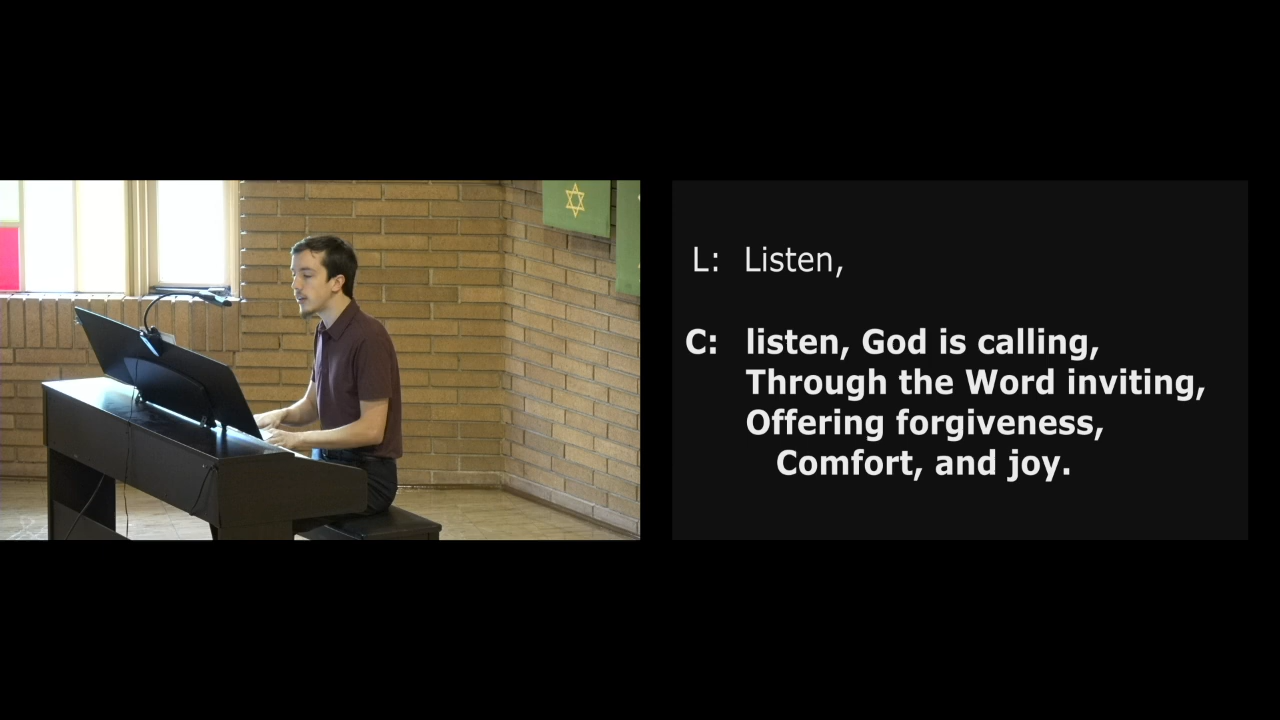 L: Listen,
C: listen, God is calling,
Through the Word inviting,
Offering forgiveness,
Comfort, and joy.